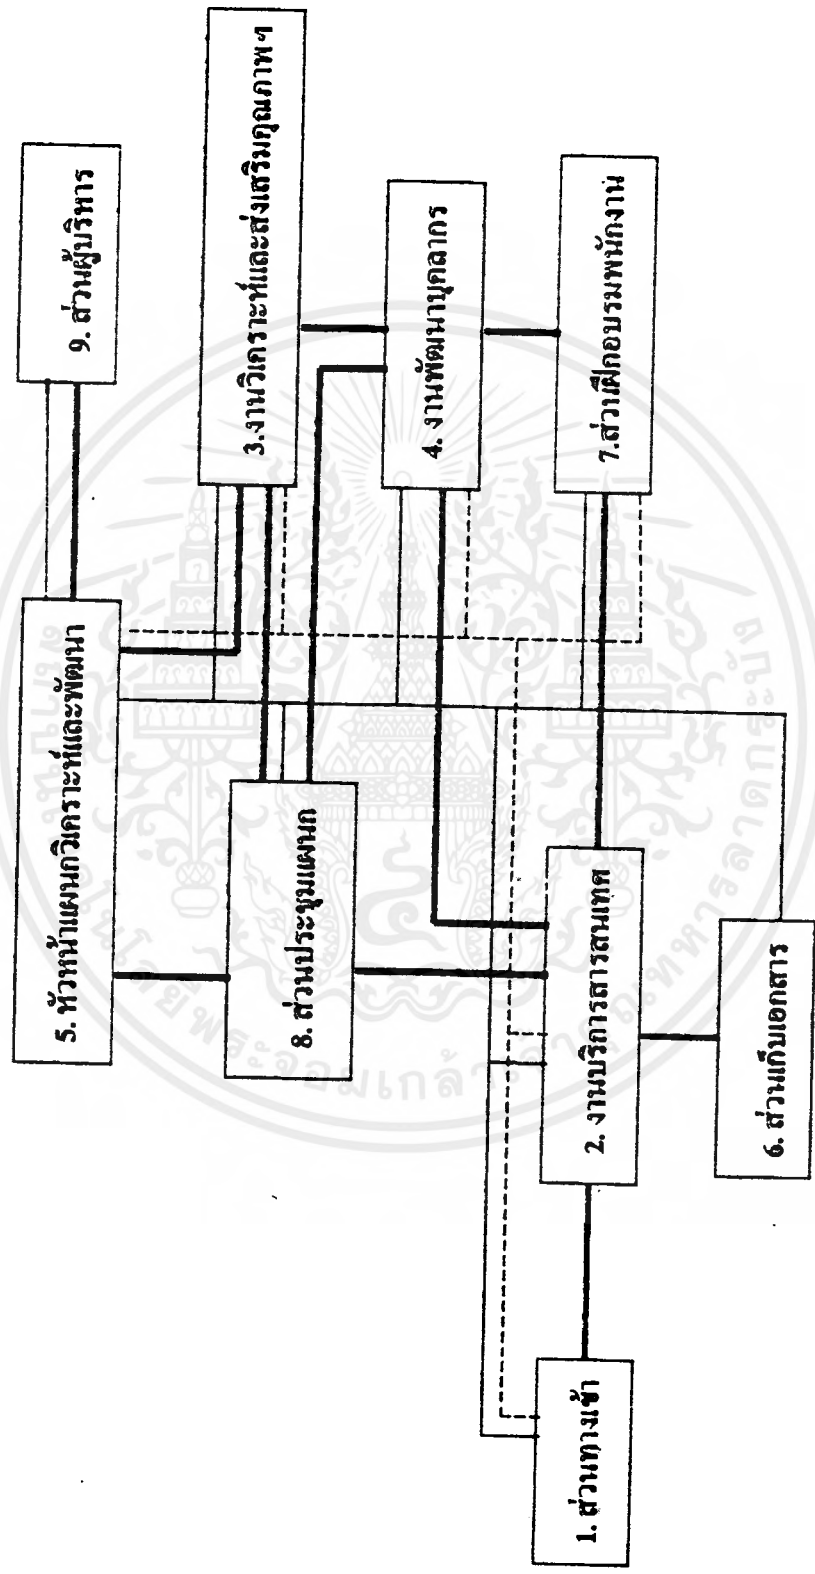 9. ส่วนผู้บริหาร
5. หัวหน้าแผนกวิเคราะห์และพัฒนา
3.งานวิเคราะห์และส่งเสริมคุณภาพฯ
8. ส่วนประชุมแผนก
4. งานพัฒนาบุคลากร
1. ส่วนทางเข้า
2. งานบริการสารสนเทศ
7.ส่วนฝึกอบรมพนักงาน
6. ส่วนเก็บเอกสาร